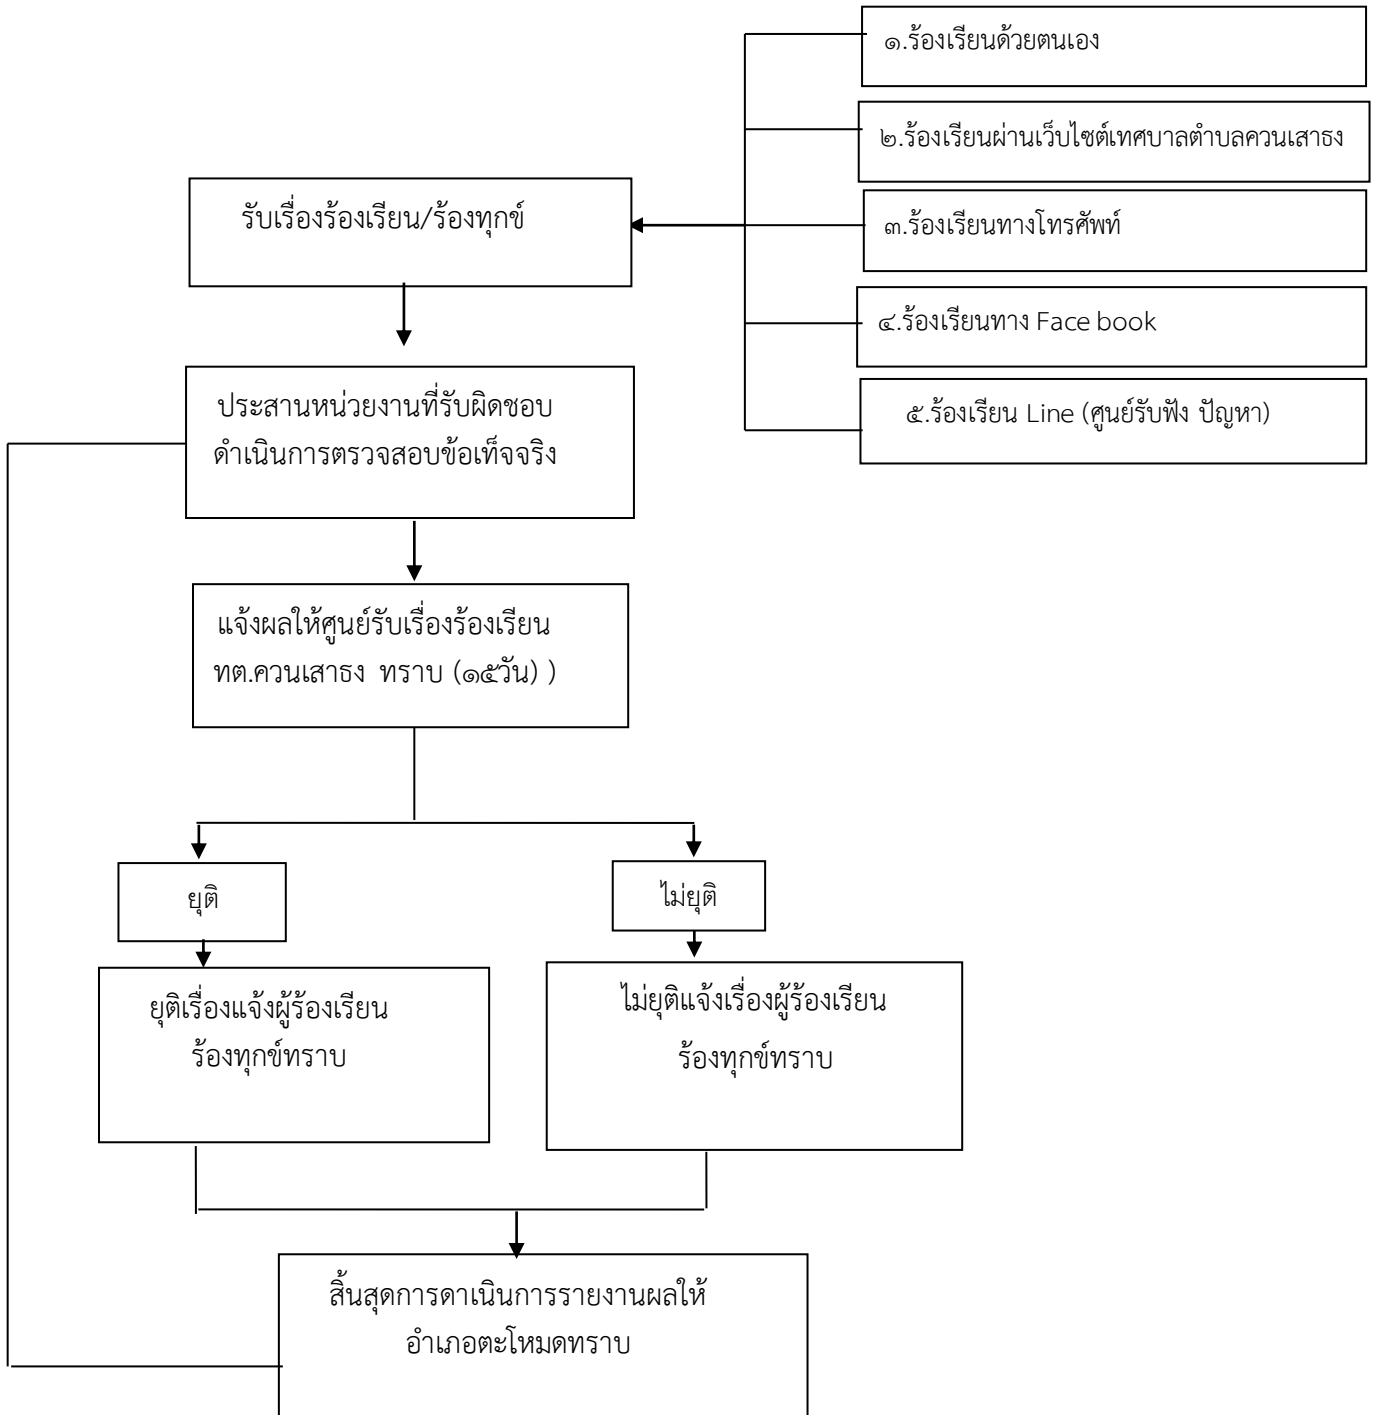 ๑.ร้องเรียนด้วยตนเอง
๒.ร้องเรียนผ่านเว็บไซต์เทศบาลตำบลควนเสาธง
รับเรื่องร้องเรียน/ร้องทุกข์
๓.ร้องเรียนทางโทรศัพท์
๔.ร้องเรียนทาง Face book
๕.ร้องเรียน Line (ศูนย์รับฟัง ปัญหา)
ประสานหน่วยงานที่รับผิดชอบ
ดำเนินการตรวจสอบข้อเท็จจริง
แจ้งผลให้ศูนย์รับเรื่องร้องเรียน
ทต.ควนเสาธง ทราบ (๑๕วัน) )
ยุติ
ไม่ยุติ
ยุติเรื่องแจ้งผู้ร้องเรียน
ร้องทุกข์ทราบ
ไม่ยุติแจ้งเรื่องผู้ร้องเรียน
ร้องทุกข์ทราบ
สิ้นสุดการดาเนินการรายงานผลให้
อำเภอตะโหมดทราบ